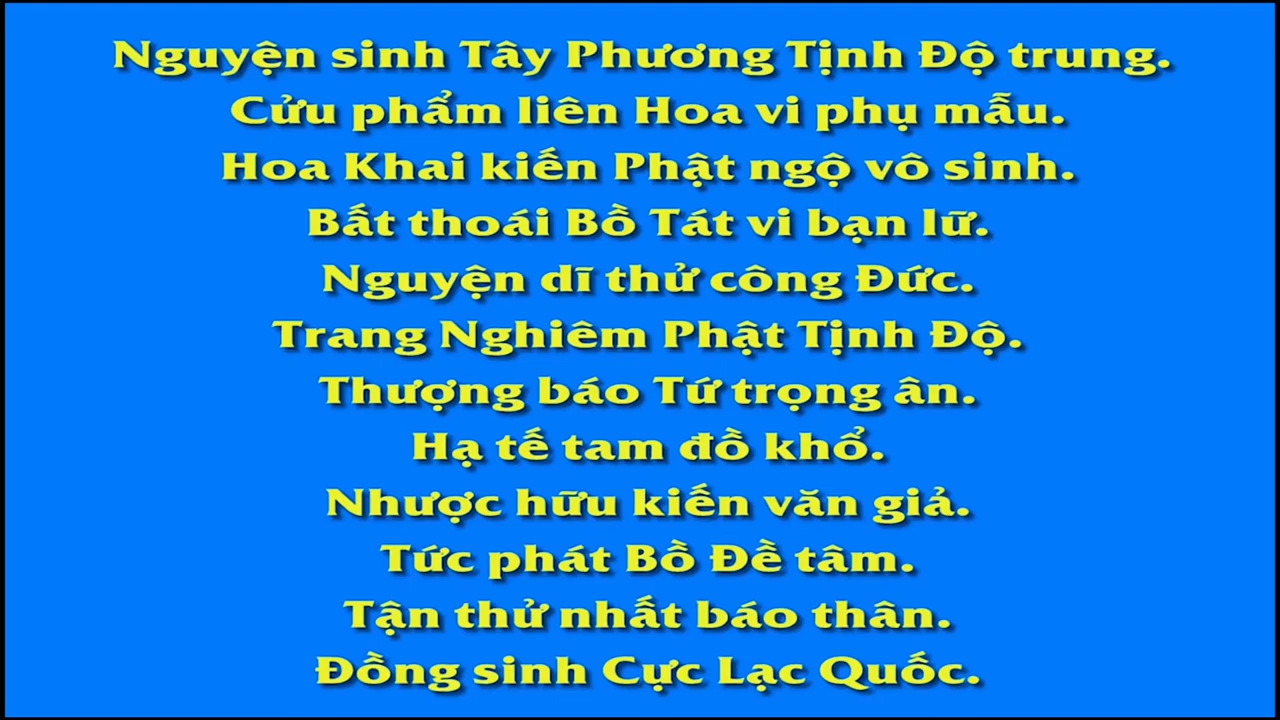 Nguyện sinh Tây Phương Tịnh Độ trung.
Cửu phẩm liên Hoa vi phụ mẫu.
Hoa Khai kiến Phật ngộ vô sinh.
Bất thoái Bồ Tát vi bạn lữ.
Nguyện dĩ thử công Đức.
Trang Nghiêm Phật Tịnh Độ.
Thượng báo Tứ trọng ân.
Hạ tế tam đồ khổ.
Nhược hữu kiến văn giả.
Tức phát Bồ Đề tâm.
Tận thử nhất báo thân.
Đồng sinh Cực Lạc Quốc.